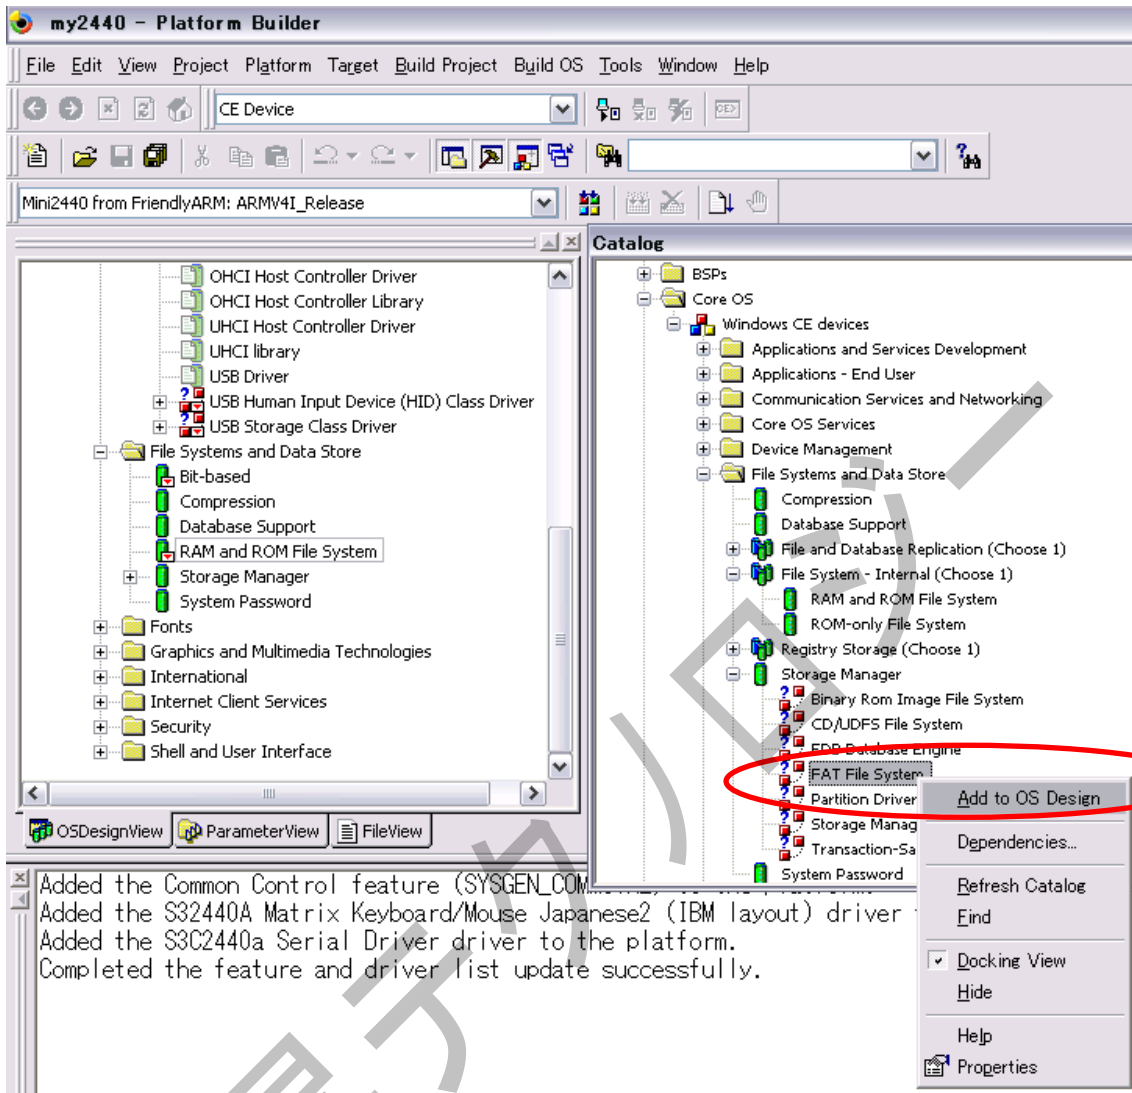 my2440 - Platform Builder
File Edit View Project Platform Target Build Project Build OS Tools Window Help
CE Device
Mini2440 from FriendlyARM: ARMV4I_Release
OHCI Host Controller Driver
OHCI Host Controller Library
UHCI Host Controller Driver
UHCI library
USB Driver
USB Human Input Device (HID) Class Driver
USB Storage Class Driver
File Systems and Data Store
Bit-based
Compression
Database Support
RAM and ROM File System
Storage Manager
System Password
Fonts
Graphics and Multimedia Technologies
International
Internet Client Services
Security
Shell and User Interface
OSDesignView ParameterView FileView
Catalog
BSPs
Core OS
Windows CE devices
Applications and Services Development
Applications - End User
Communication Services and Networking
Core OS Services
Device Management
File Systems and Data Store
Compression
Database Support
File and Database Replication (Choose 1)
File System - Internal (Choose 1)
RAM and ROM File System
ROM-only File System
Registry Storage (Choose 1)
Storage Manager
Binary Rom Image File System
CD/UDFS File System
EDB Database Engine
FAT File System
Partition Driver
Storage Manag
Transaction-Sa
System Password
Add to OS Design
Dependencies...
Refresh Catalog
Find
Docking View
Hide
Help
Properties
Added the Common Control feature (SYSGEN_COM
Added the S32440A Matrix Keyboard/Mouse Japanese2 (IBM layout) driver
Added the S3C2440a Serial Driver driver to the platform.
Completed the feature and driver list update successfully.
テクノロジー